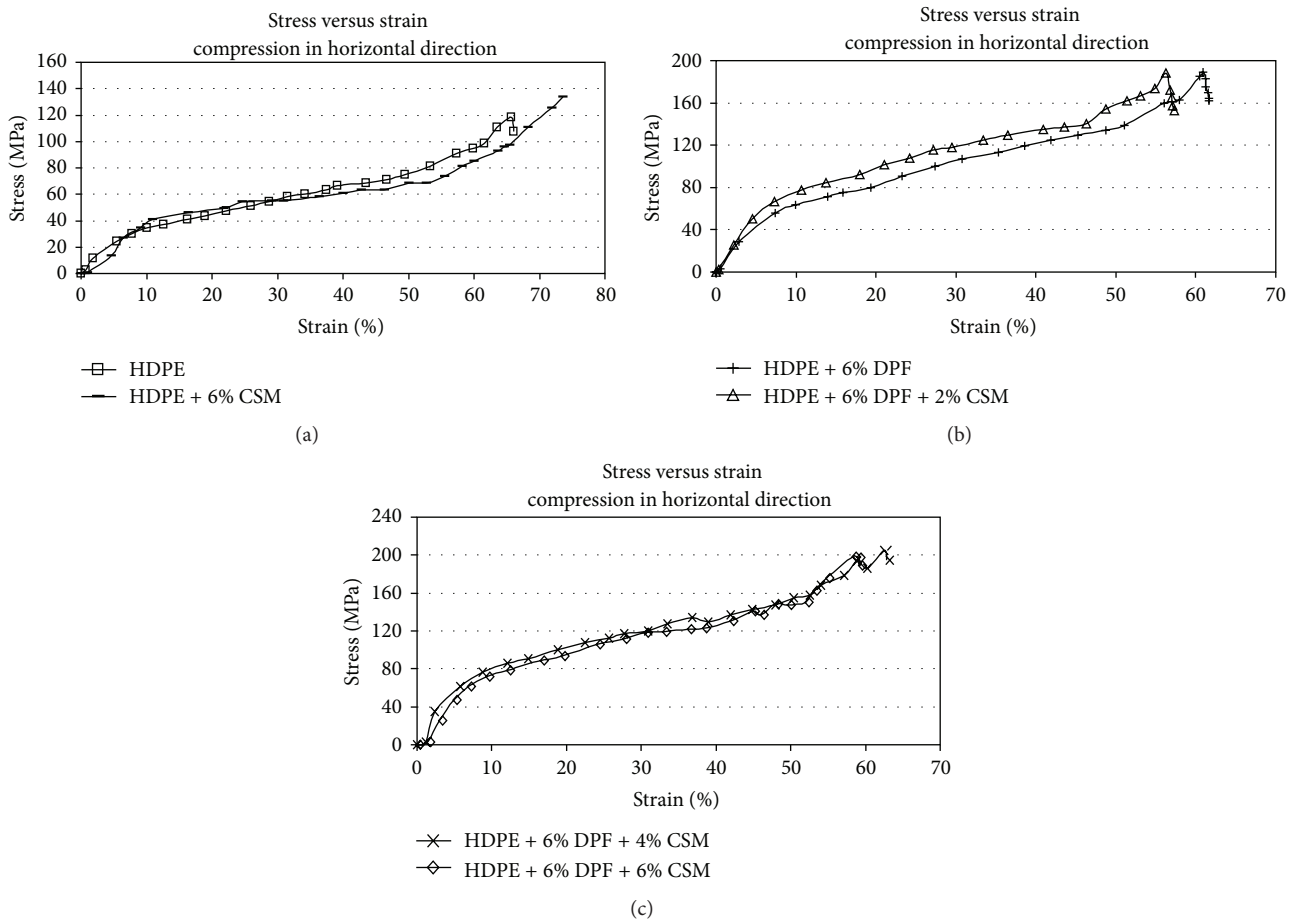 Stress versus strain
compression in horizontal direction
160
140
120
100
80
60
40
20
0
Stress (MPa)
0 10 20 30 40 50 60 70 80
Strain (%)
HDPE
HDPE + 6% CSM
(a)
Stress versus strain
compression in horizontal direction
200
160
120
80
40
0
Stress (MPa)
0 10 20 30 40 50 60 70
Strain (%)
HDPE + 6% DPF
HDPE + 6% DPF + 2% CSM
(b)
Stress versus strain
compression in horizontal direction
240
200
160
120
80
40
0
Stress (MPa)
0 10 20 30 40 50 60 70
Strain (%)
HDPE + 6% DPF + 4% CSM
HDPE + 6% DPF + 6% CSM
(c)